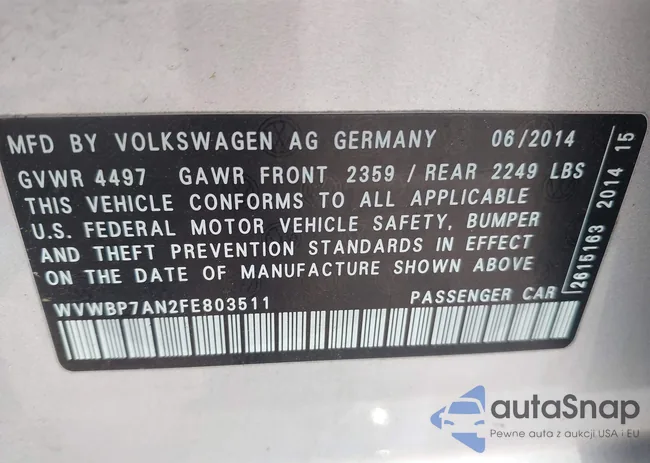 MFD BY VOLKSWAGEN AG GERMANY 06/2014
GVWR 4497 GAWR FRONT 2359 / REAR 2249 LBS
THIS VEHICLE CONFORMS TO ALL APPLICABLE
U.S. FEDERAL MOTOR VEHICLE SAFETY, BUMPER
AND THEFT PREVENTION STANDARDS IN EFFECT
ON THE DATE OF MANUFACTURE SHOWN ABOVE
WVWBP7AN2FE803511 PASSENGER CAR
2615163 2014 15
autoSnap
Pewne auta z aukcji USA i EU